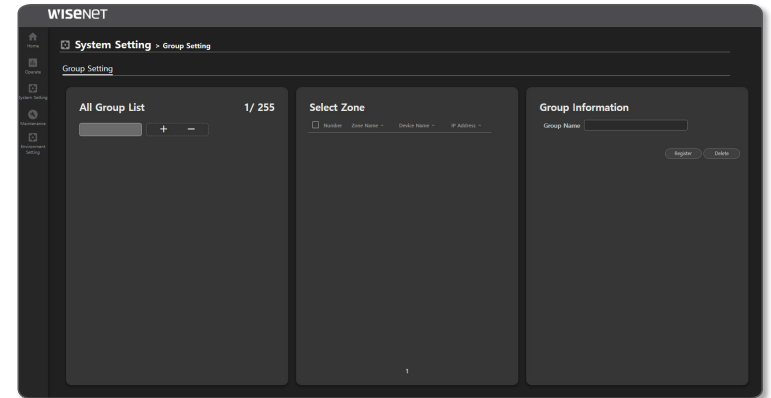 WISENET
Home
Operate
System Setting
Maintenance
Environment
Setting
System Setting > Group Setting
Group Setting
All Group List 1/ 255
+ −
Select Zone
Number Zone Name Device Name IP Address
1
Group Information
Group Name
Register Delete